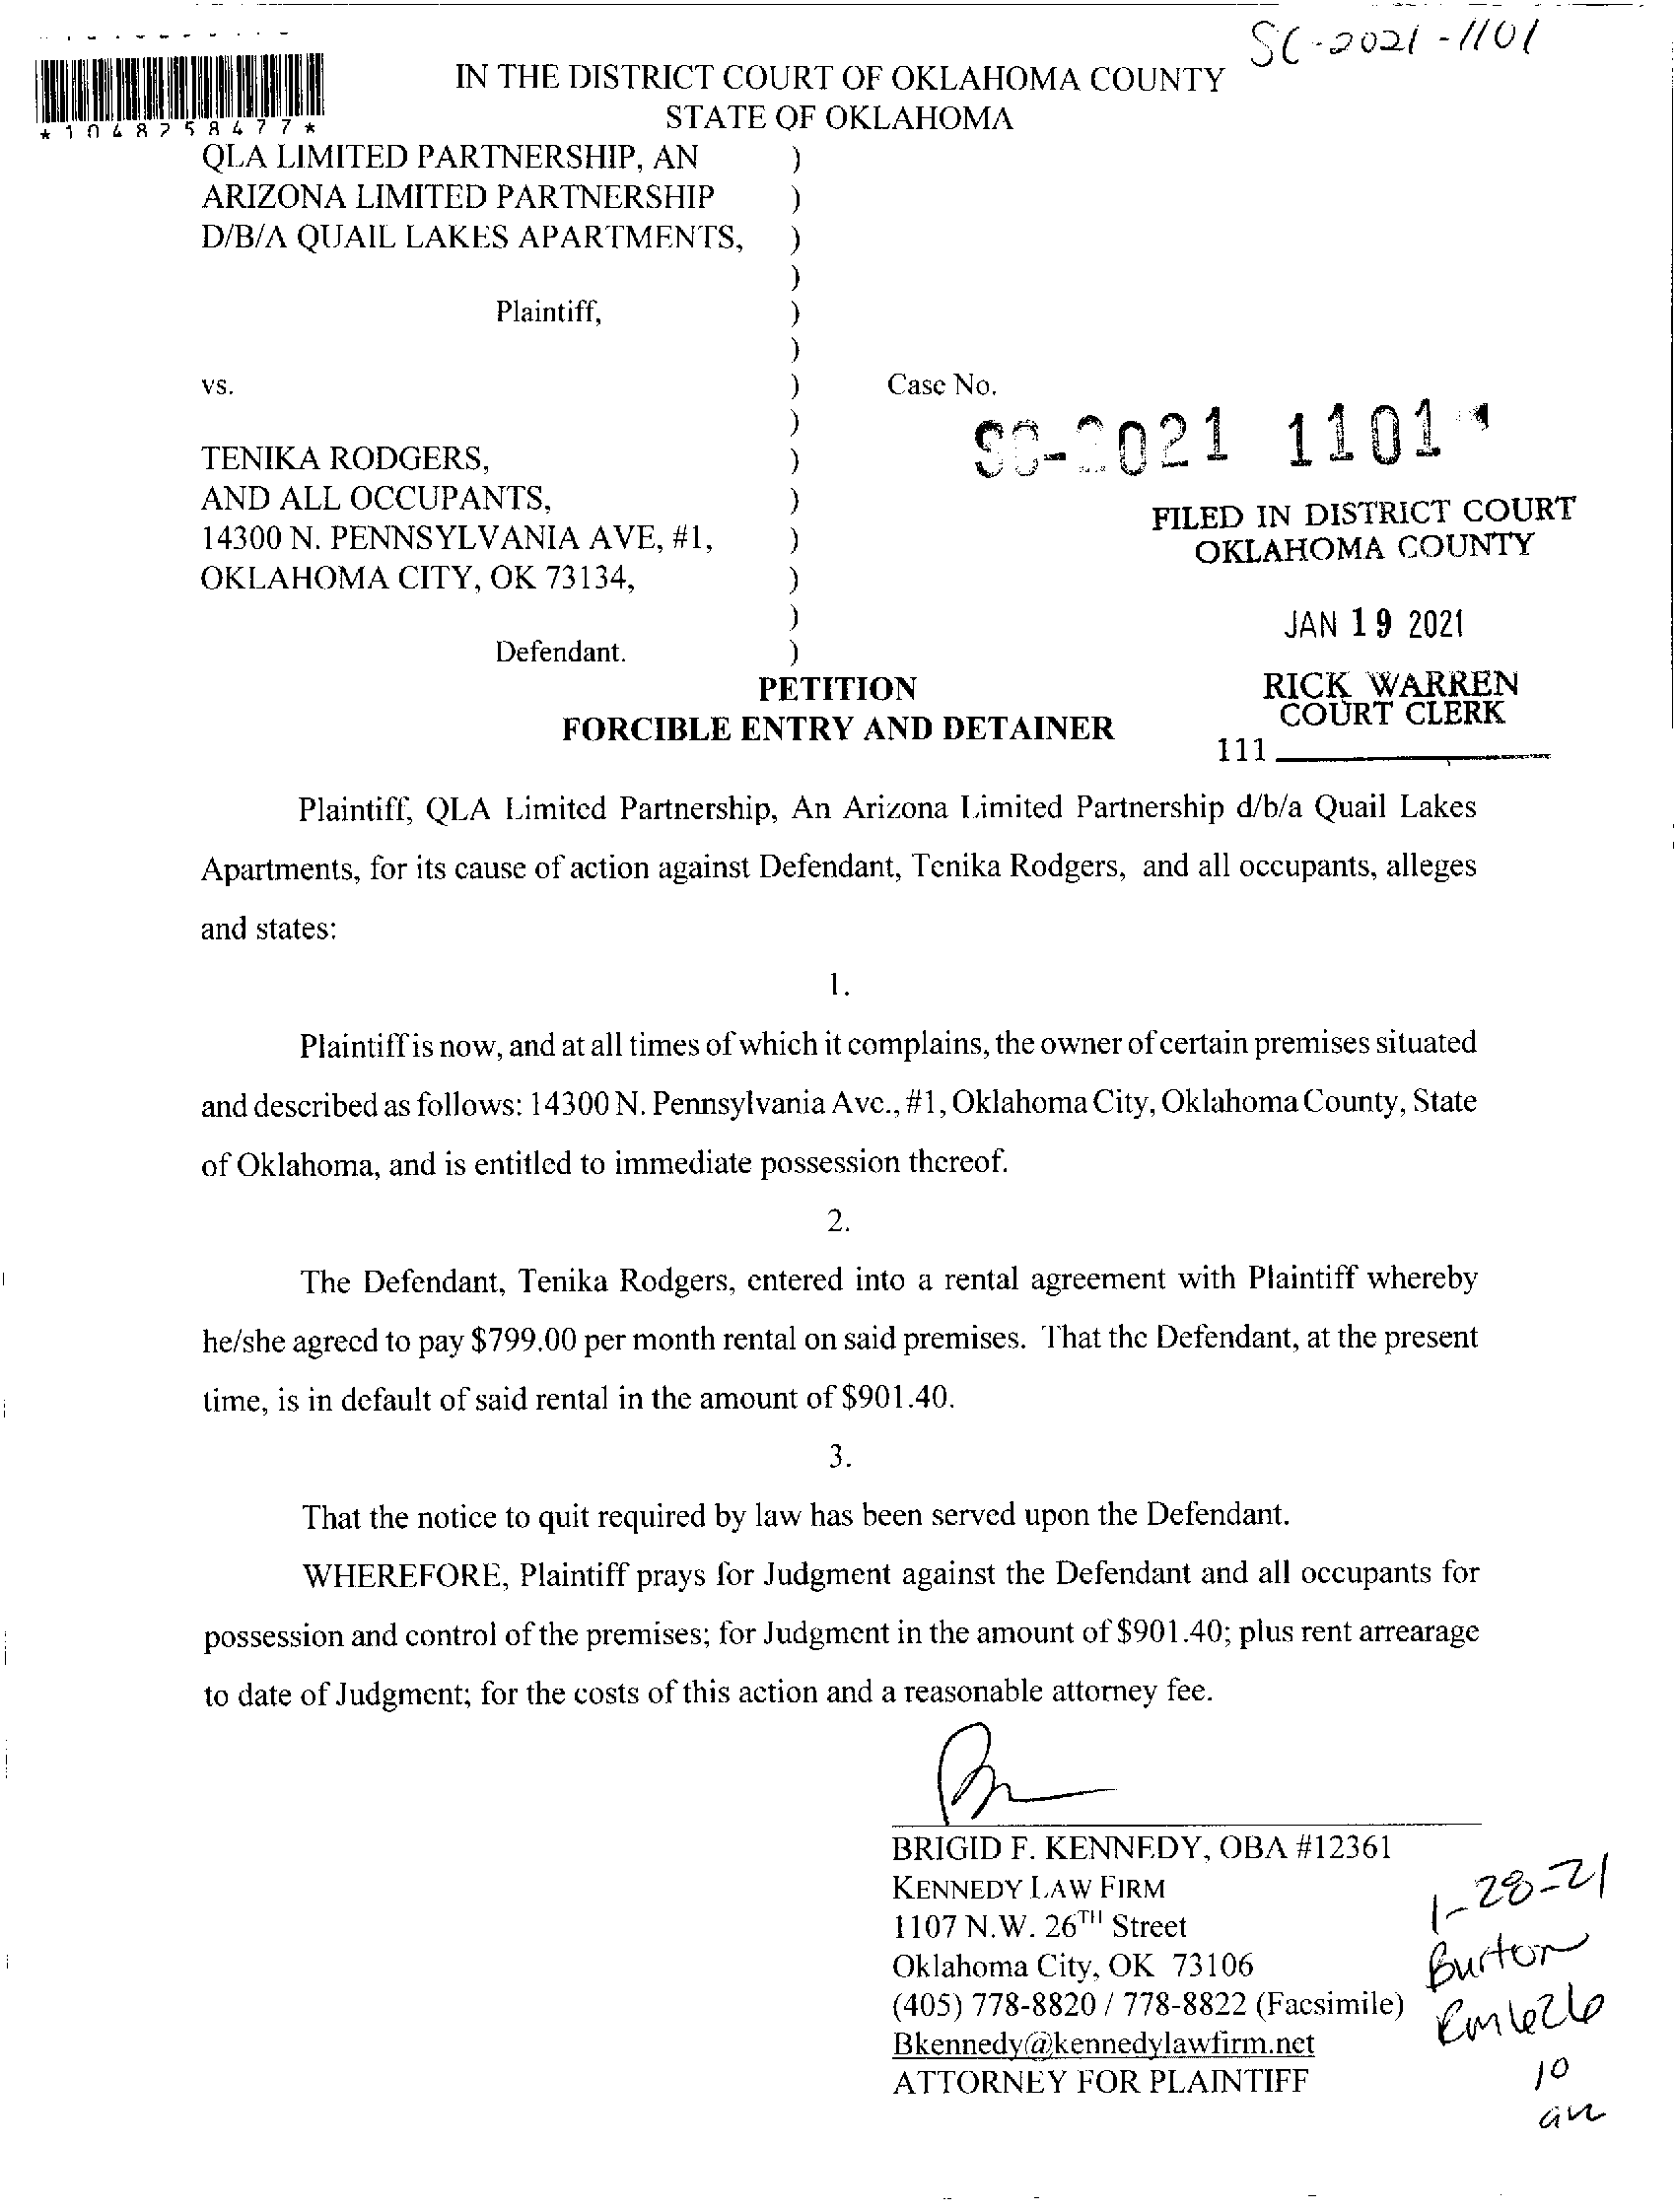 SC-2021-1101
IN THE DISTRICT COURT OF OKLAHOMA COUNTY
STATE OF OKLAHOMA
*1048258477*
QLA LIMITED PARTNERSHIP, AN )
ARIZONA LIMITED PARTNERSHIP )
D/B/A QUAIL LAKES APARTMENTS, )
)
Plaintiff, )
)
vs. ) Case No.
)
SC-2021 1101
TENIKA RODGERS, )
AND ALL OCCUPANTS, )
14300 N. PENNSYLVANIA AVE, #1, )
OKLAHOMA CITY, OK 73134, )
)
Defendant. )
FILED IN DISTRICT COURT
OKLAHOMA COUNTY
JAN 19 2021
RICK WARREN
COURT CLERK
111
PETITION
FORCIBLE ENTRY AND DETAINER
Plaintiff, QLA Limited Partnership, An Arizona Limited Partnership d/b/a Quail Lakes
Apartments, for its cause of action against Defendant, Tenika Rodgers, and all occupants, alleges
and states:
1.
Plaintiff is now, and at all times of which it complains, the owner of certain premises situated
and described as follows: 14300 N. Pennsylvania Ave., #1, Oklahoma City, Oklahoma County, State
of Oklahoma, and is entitled to immediate possession thereof.
2.
The Defendant, Tenika Rodgers, entered into a rental agreement with Plaintiff whereby
he/she agreed to pay $799.00 per month rental on said premises. That the Defendant, at the present
time, is in default of said rental in the amount of $901.40.
3.
That the notice to quit required by law has been served upon the Defendant.
WHEREFORE, Plaintiff prays for Judgment against the Defendant and all occupants for
possession and control of the premises; for Judgment in the amount of $901.40; plus rent arrearage
to date of Judgment; for the costs of this action and a reasonable attorney fee.
BRIGID F. KENNEDY, OBA #12361
KENNEDY LAW FIRM
1107 N.W. 26TH Street
Oklahoma City, OK 73106
(405) 778-8820 / 778-8822 (Facsimile)
Bkennedy@kennedylawfirm.net
ATTORNEY FOR PLAINTIFF
1-28-21
Burton
Rm 626
10
am